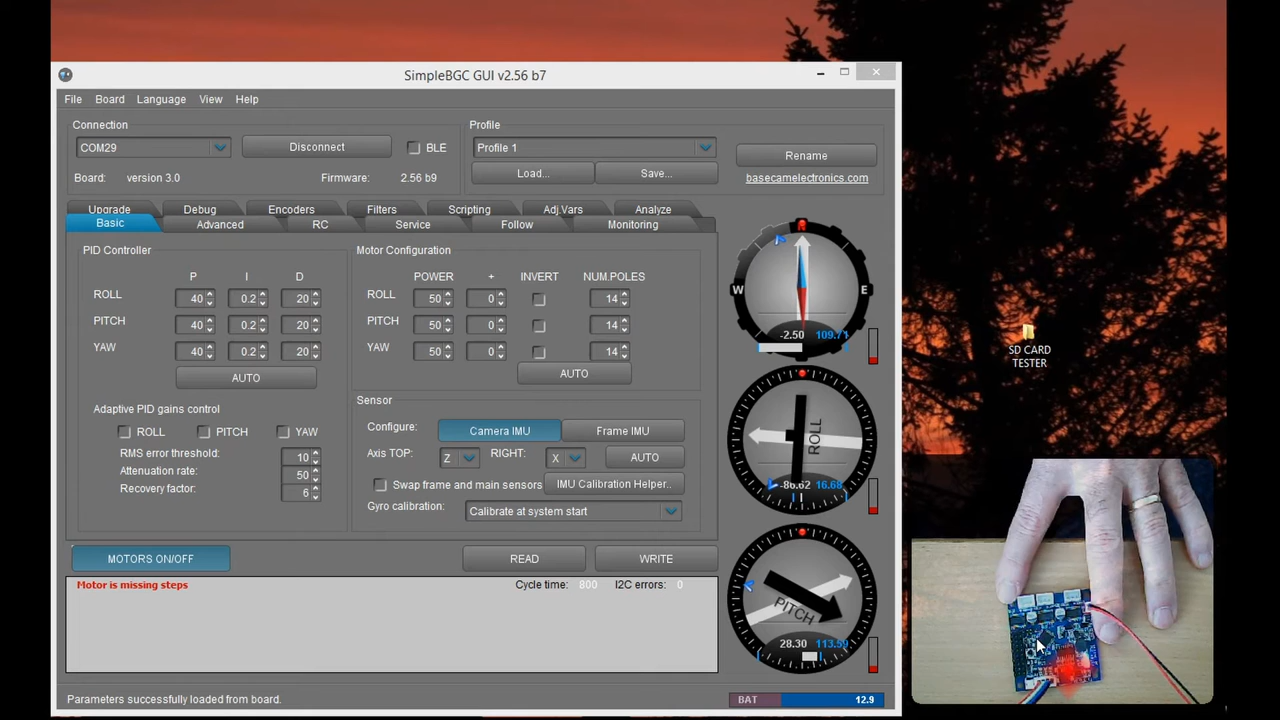 SimpleBGC GUI v2.56 b7
File Board Language View Help
Connection
COM29 Disconnect BLE
Board: version 3.0 Firmware: 2.56 b9
Profile
Profile 1
Load... Save...
Rename
basecamelectronics.com
Upgrade Debug Encoders Filters Scripting Adj.Vars Analyze
Basic Advanced RC Service Follow Monitoring
PID Controller
P I D
ROLL 40 0.2 20
PITCH 40 0.2 20
YAW 40 0.2 20
AUTO
Adaptive PID gains control
ROLL PITCH YAW
RMS error threshold: 10
Attenuation rate: 50
Recovery factor: 6
Motor Configuration
POWER + INVERT NUM.POLES
ROLL 50 0 14
PITCH 50 0 14
YAW 50 0 14
AUTO
Sensor
Configure: Camera IMU Frame IMU
Axis TOP: Z RIGHT: X AUTO
Swap frame and main sensors IMU Calibration Helper..
Gyro calibration: Calibrate at system start
MOTORS ON/OFF READ WRITE
Motor is missing steps Cycle time: 800 I2C errors: 0
Parameters successfully loaded from board.
BAT 12.9
W E
-2.50 109.71
ROLL
-86.62 16.68
PITCH
28.30 113.59
SD CARD
TESTER